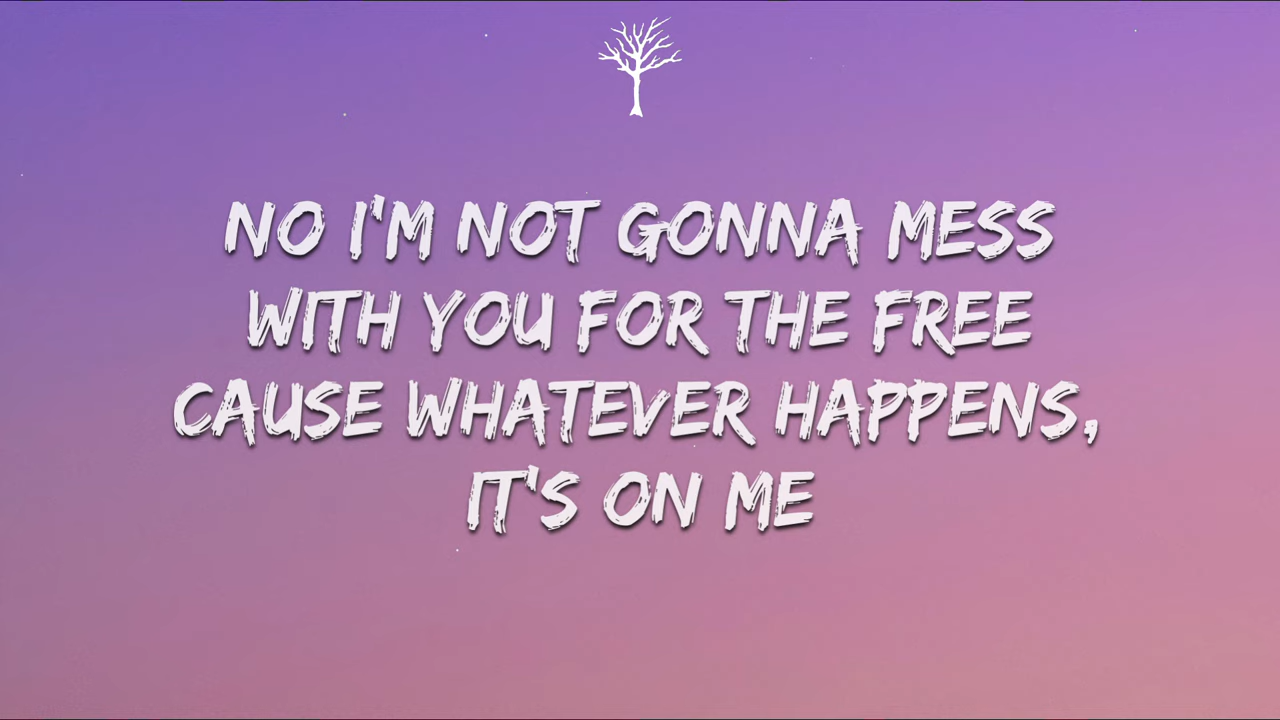 NO I'M NOT GONNA MESS
WITH YOU FOR THE FREE
CAUSE WHATEVER HAPPENS,
IT'S ON ME